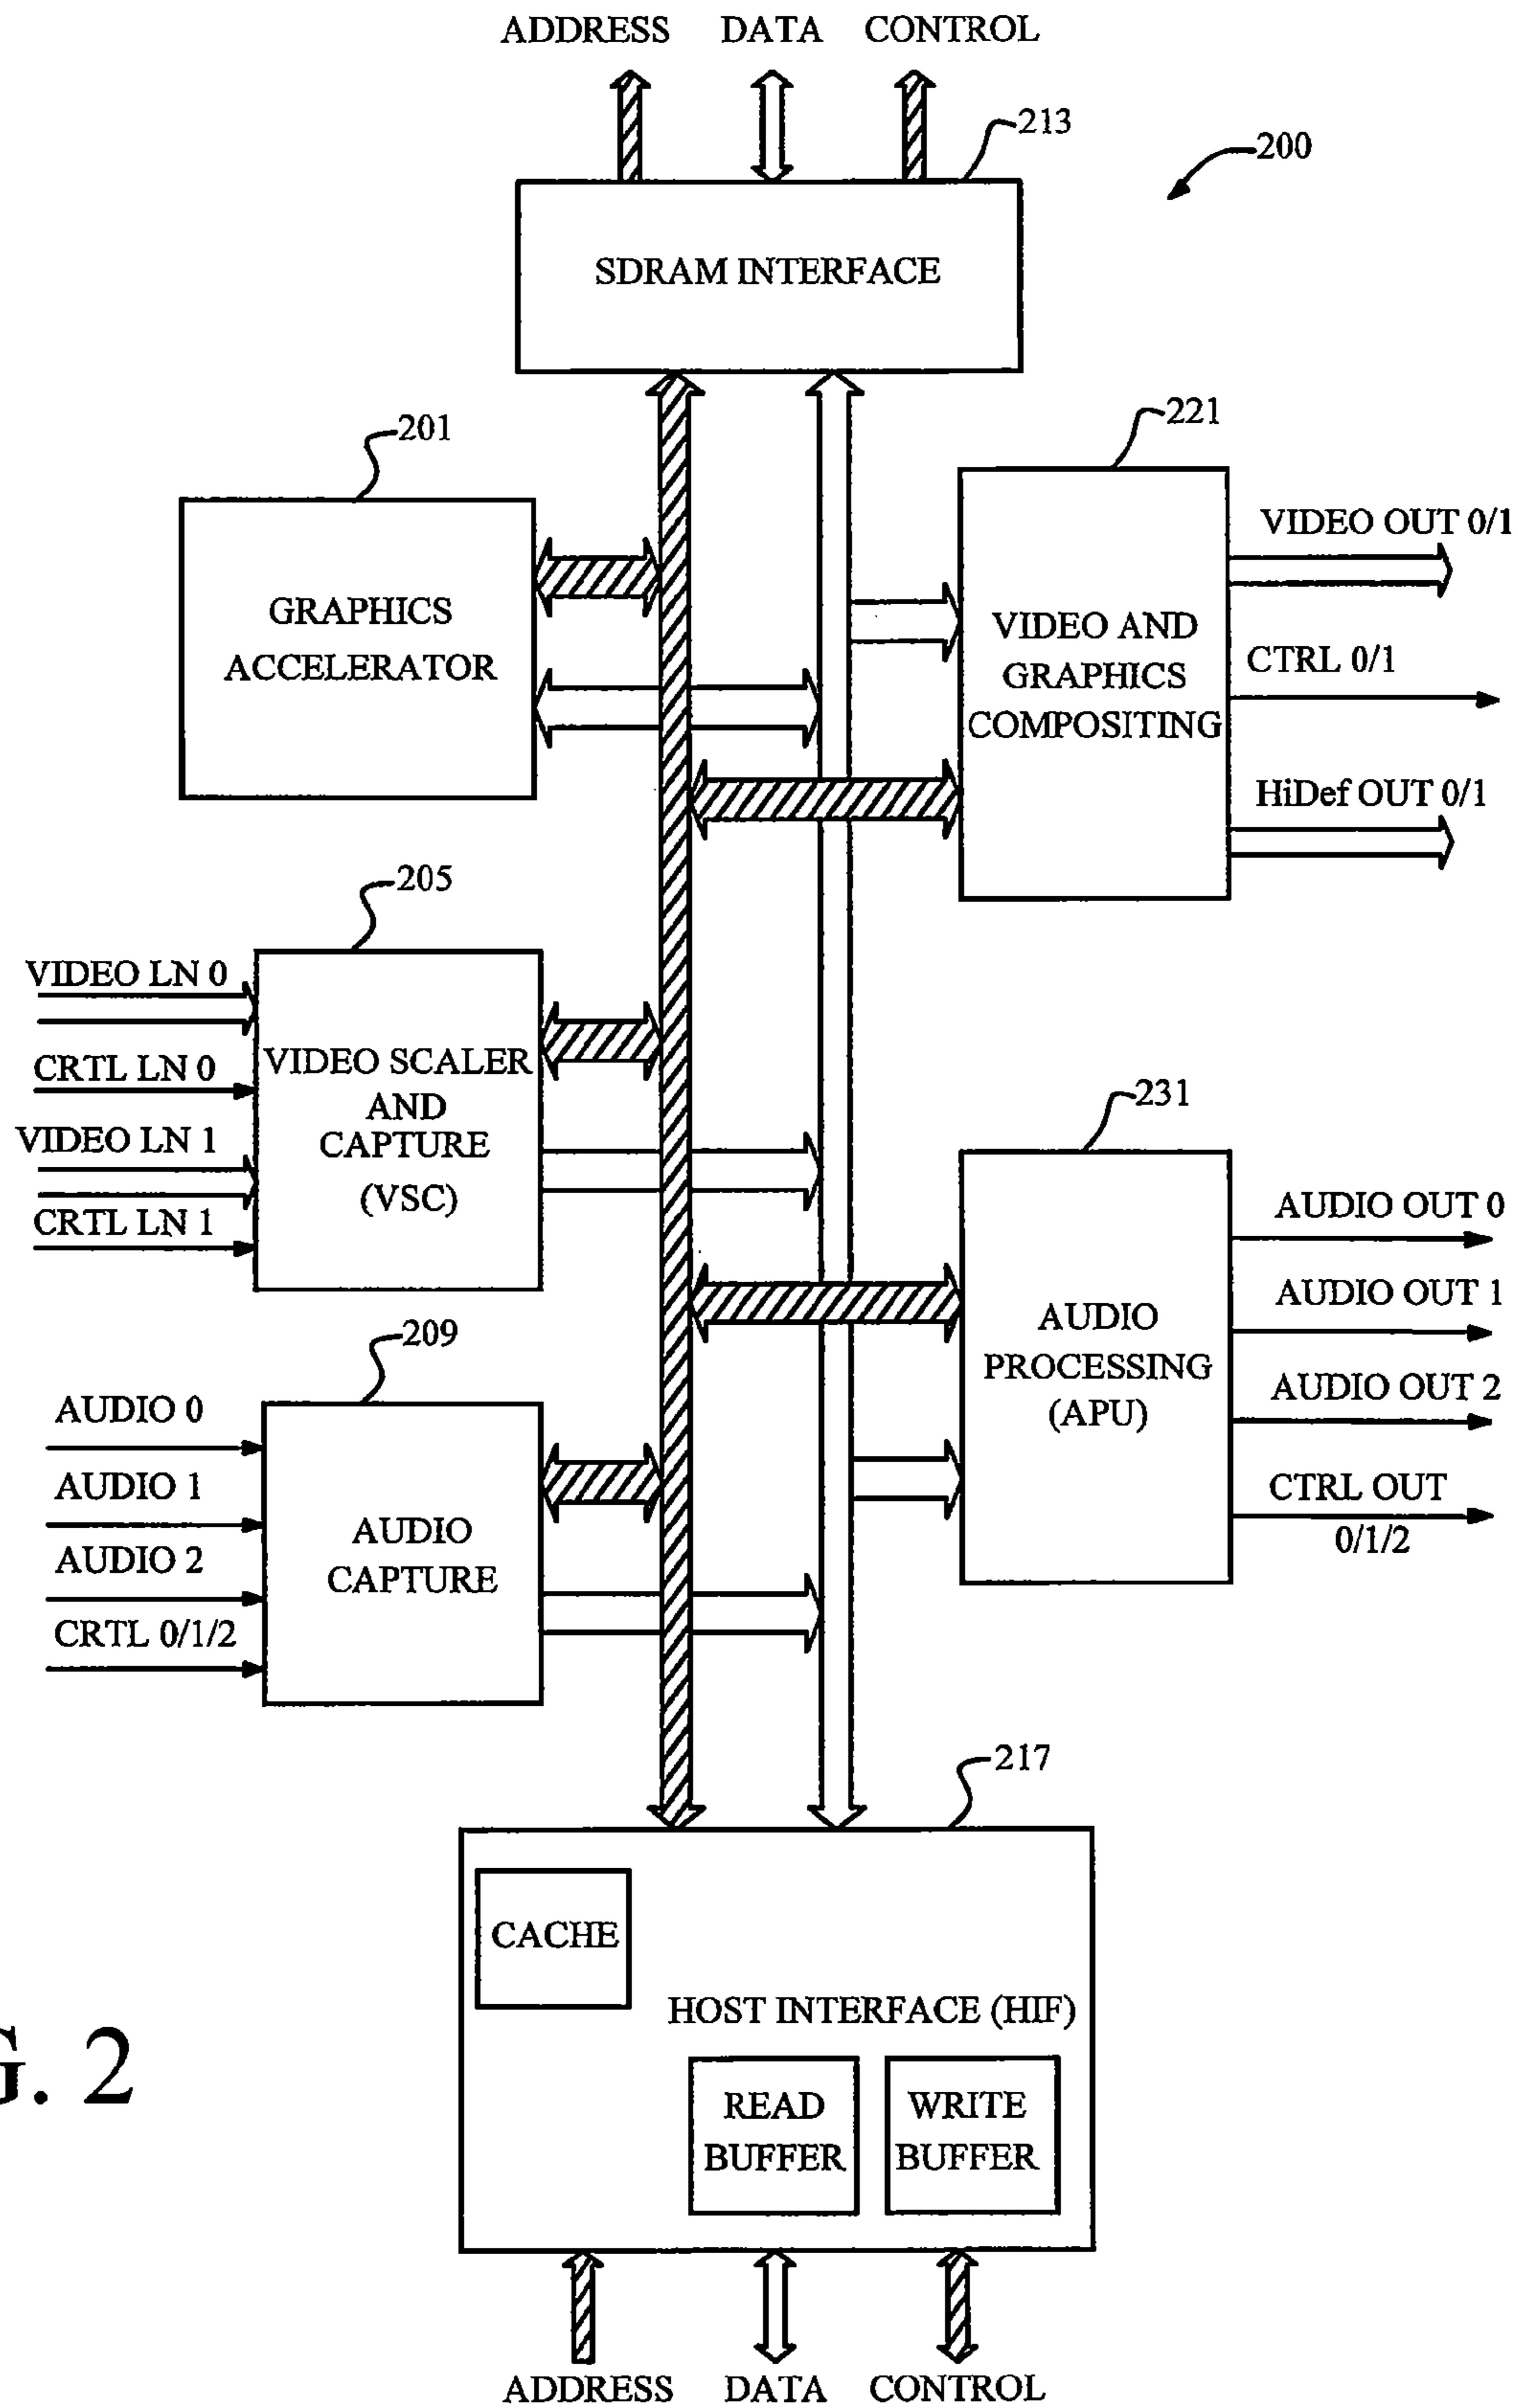 ADDRESS DATA CONTROL
213
200
SDRAM INTERFACE
201
221
GRAPHICS
ACCELERATOR
VIDEO AND
GRAPHICS
COMPOSITING
VIDEO OUT 0/1
CTRL 0/1
HiDef OUT 0/1
205
VIDEO LN 0
CRTL LN 0
VIDEO LN 1
CRTL LN 1
VIDEO SCALER
AND
CAPTURE
(VSC)
231
AUDIO
PROCESSING
(APU)
AUDIO OUT 0
AUDIO OUT 1
AUDIO OUT 2
CTRL OUT
0/1/2
209
AUDIO 0
AUDIO 1
AUDIO 2
CRTL 0/1/2
AUDIO
CAPTURE
217
CACHE
HOST INTERFACE (HIF)
READ
BUFFER
WRITE
BUFFER
G. 2
ADDRESS DATA CONTROL